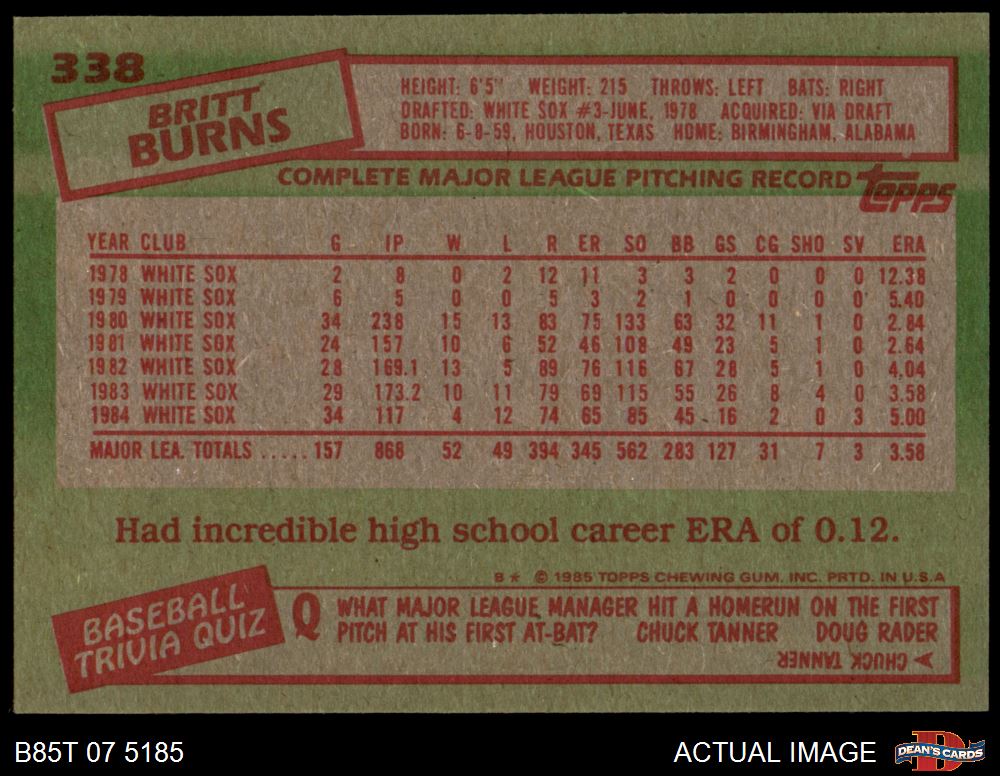 338
BRITT
BURNS
HEIGHT: 6'5" WEIGHT: 215 THROWS: LEFT BATS: RIGHT
DRAFTED: WHITE SOX #3-JUNE, 1978 ACQUIRED: VIA DRAFT
BORN: 6-8-59, HOUSTON, TEXAS HOME: BIRMINGHAM, ALABAMA
COMPLETE MAJOR LEAGUE PITCHING RECORD topps
YEAR CLUB G IP W L R ER SO BB GS CG SHO SV ERA
1978 WHITE SOX 2 8 0 2 12 11 3 3 2 0 0 0 12.38
1979 WHITE SOX 6 5 0 0 5 3 2 1 0 0 0 0 5.40
1980 WHITE SOX 34 238 15 13 83 75 133 63 32 11 1 0 2.84
1981 WHITE SOX 24 157 10 6 52 46 108 49 23 5 1 0 2.64
1982 WHITE SOX 28 169.1 13 5 89 76 116 67 28 5 1 0 4.04
1983 WHITE SOX 29 173.2 10 11 79 69 115 55 26 8 4 0 3.58
1984 WHITE SOX 34 117 4 12 74 65 85 45 16 2 0 3 5.00
MAJOR LEA. TOTALS ..... 157 868 52 49 394 345 562 283 127 31 7 3 3.58
Had incredible high school career ERA of 0.12.
B* © 1985 TOPPS CHEWING GUM. INC. PRTD. IN U.S.A
BASEBALL
TRIVIA QUIZ
Q WHAT MAJOR LEAGUE MANAGER HIT A HOMERUN ON THE FIRST
PITCH AT HIS FIRST AT-BAT? CHUCK TANNER DOUG RADER
A CHUCK TANNER
B85T 07 5185
ACTUAL IMAGE
D
DEAN'S CARDS